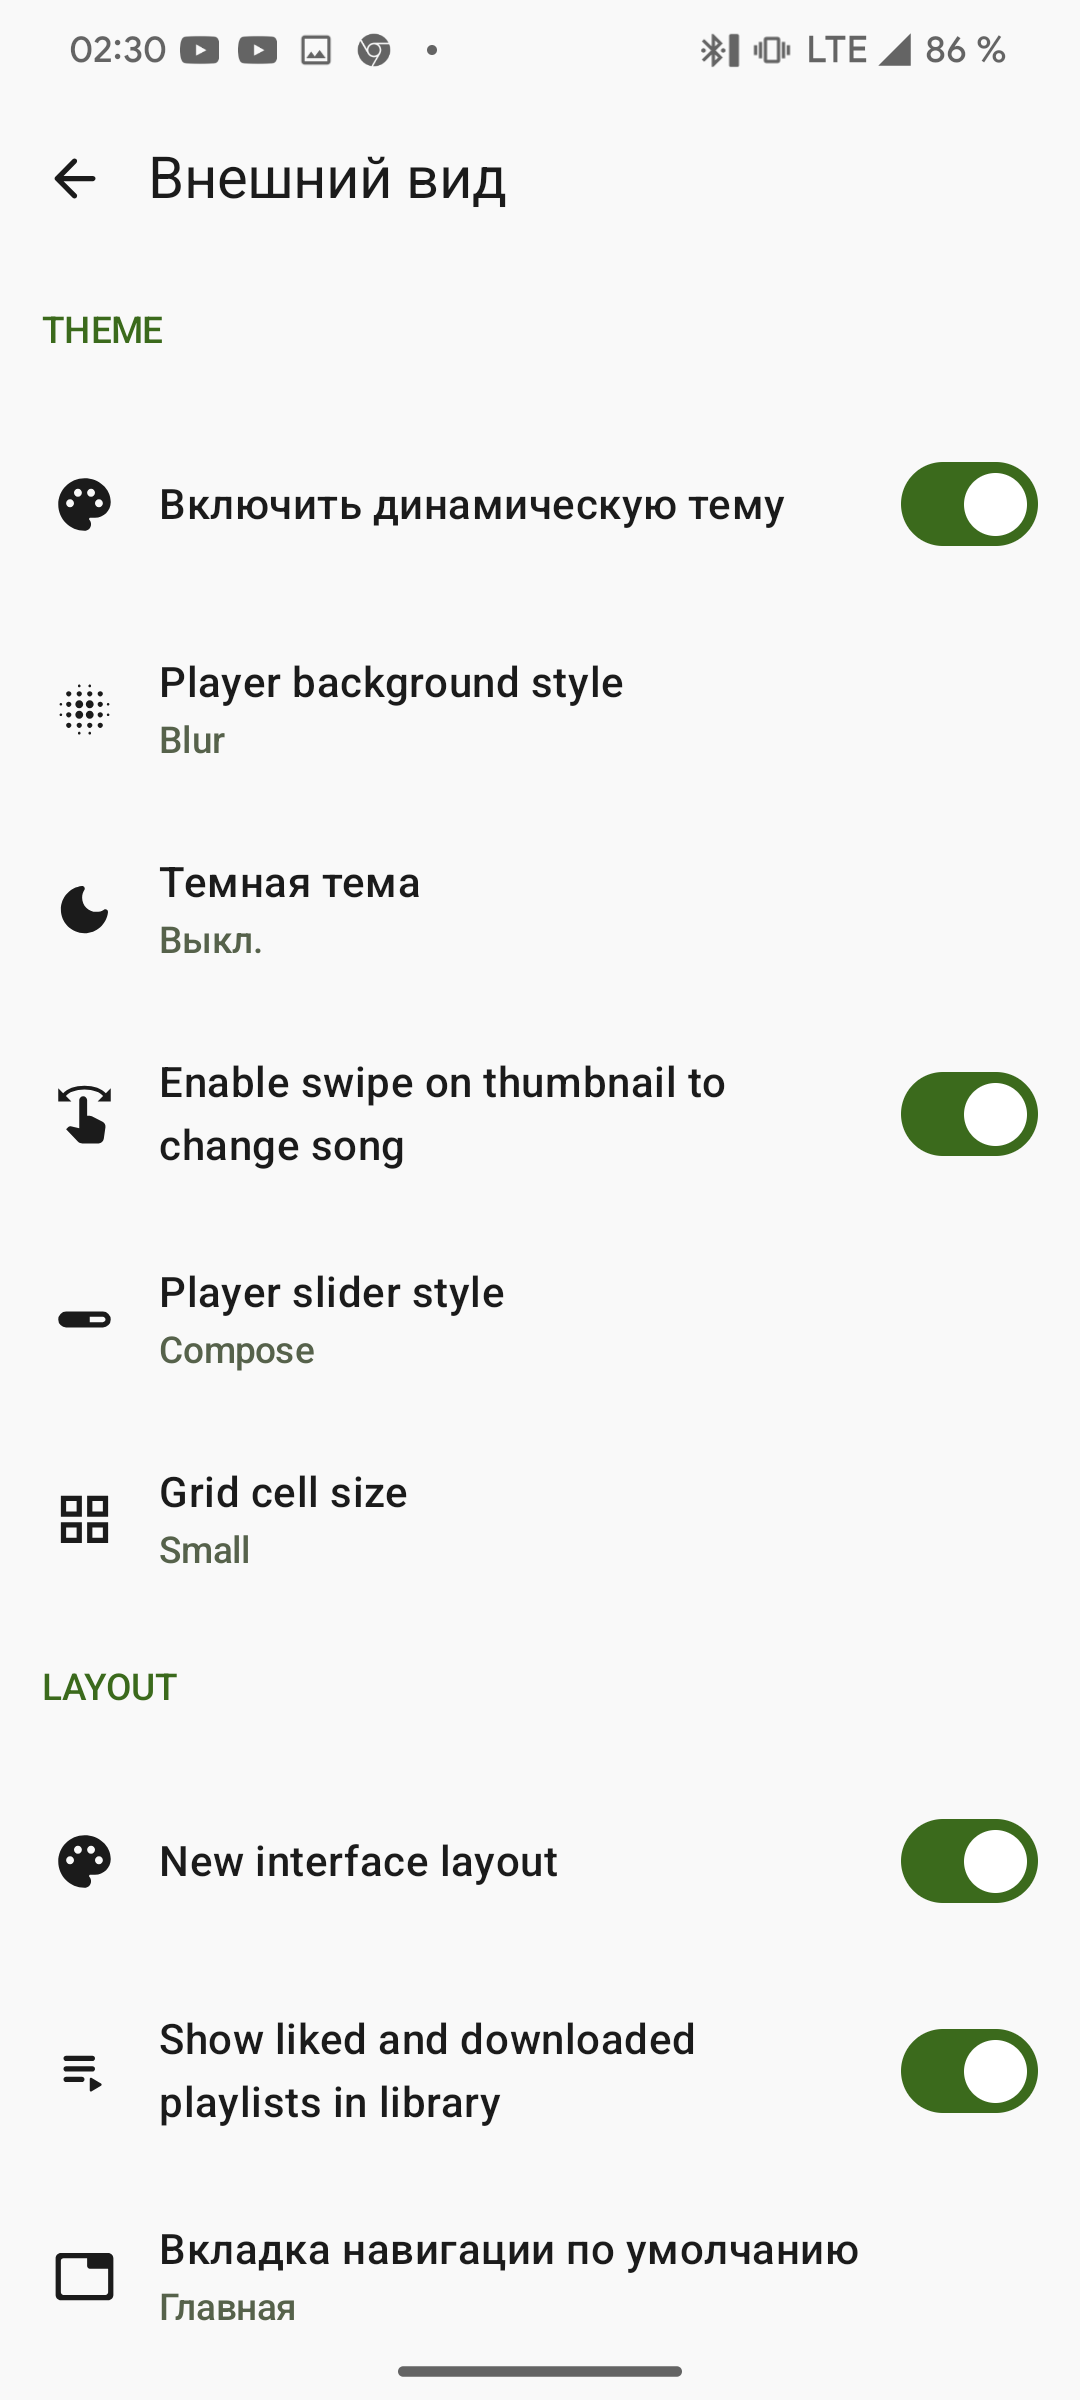 02:30 LTE 86 %
Внешний вид
THEME
Включить динамическую тему
Player background style
Blur
Темная тема
Выкл.
Enable swipe on thumbnail to
change song
Player slider style
Compose
Grid cell size
Small
LAYOUT
New interface layout
Show liked and downloaded
playlists in library
Вкладка навигации по умолчанию
Главная